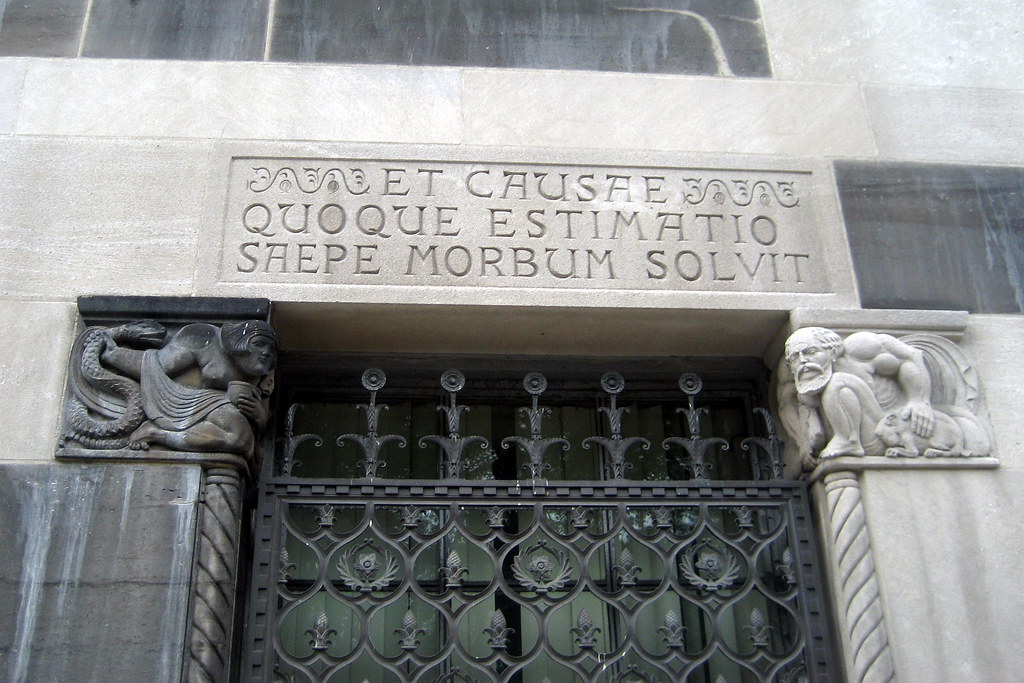 ET CAUSAE
QUOQUE ESTIMATIO
SAEPE MORBUM SOLVIT